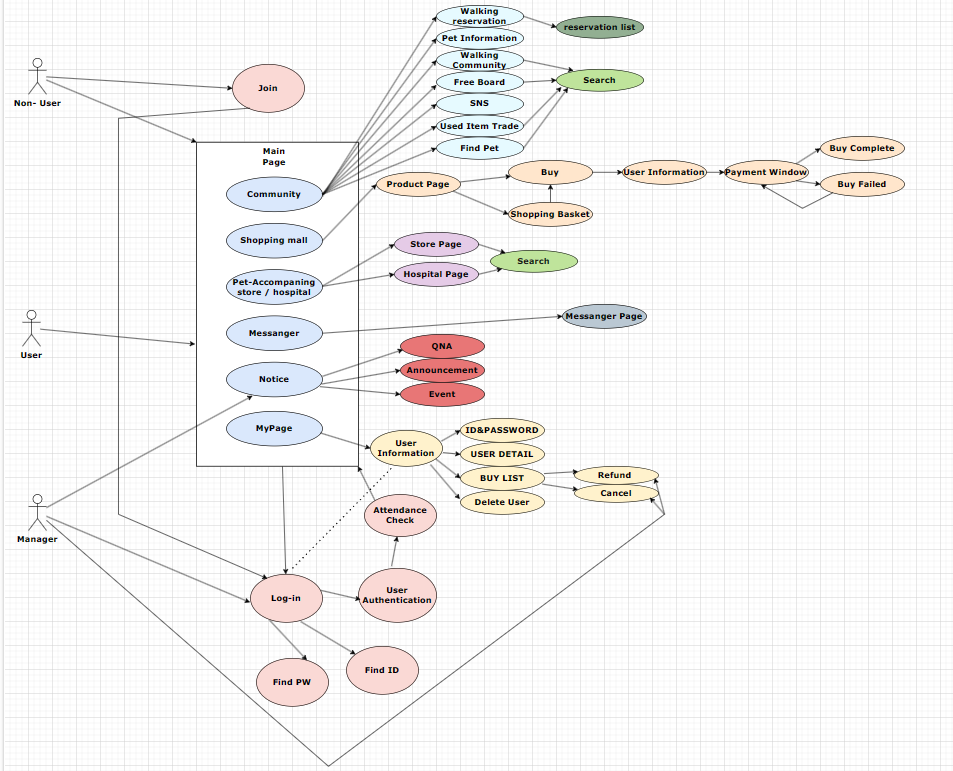 Walking
reservation
reservation list
Pet Information
Walking
Community
Free Board
Search
SNS
Used Item Trade
Find Pet
Non- User
Join
Main
Page
Community
Shopping mall
Pet-Accompaning
store / hospital
Messanger
Notice
MyPage
Product Page
Buy
Shopping Basket
User Information
Payment Window
Buy Complete
Buy Failed
Store Page
Hospital Page
Search
Messanger Page
User
QNA
Announcement
Event
User
Information
ID&PASSWORD
USER DETAIL
BUY LIST
Delete User
Refund
Cancel
Manager
Attendance
Check
Log-in
User
Authentication
Find PW
Find ID